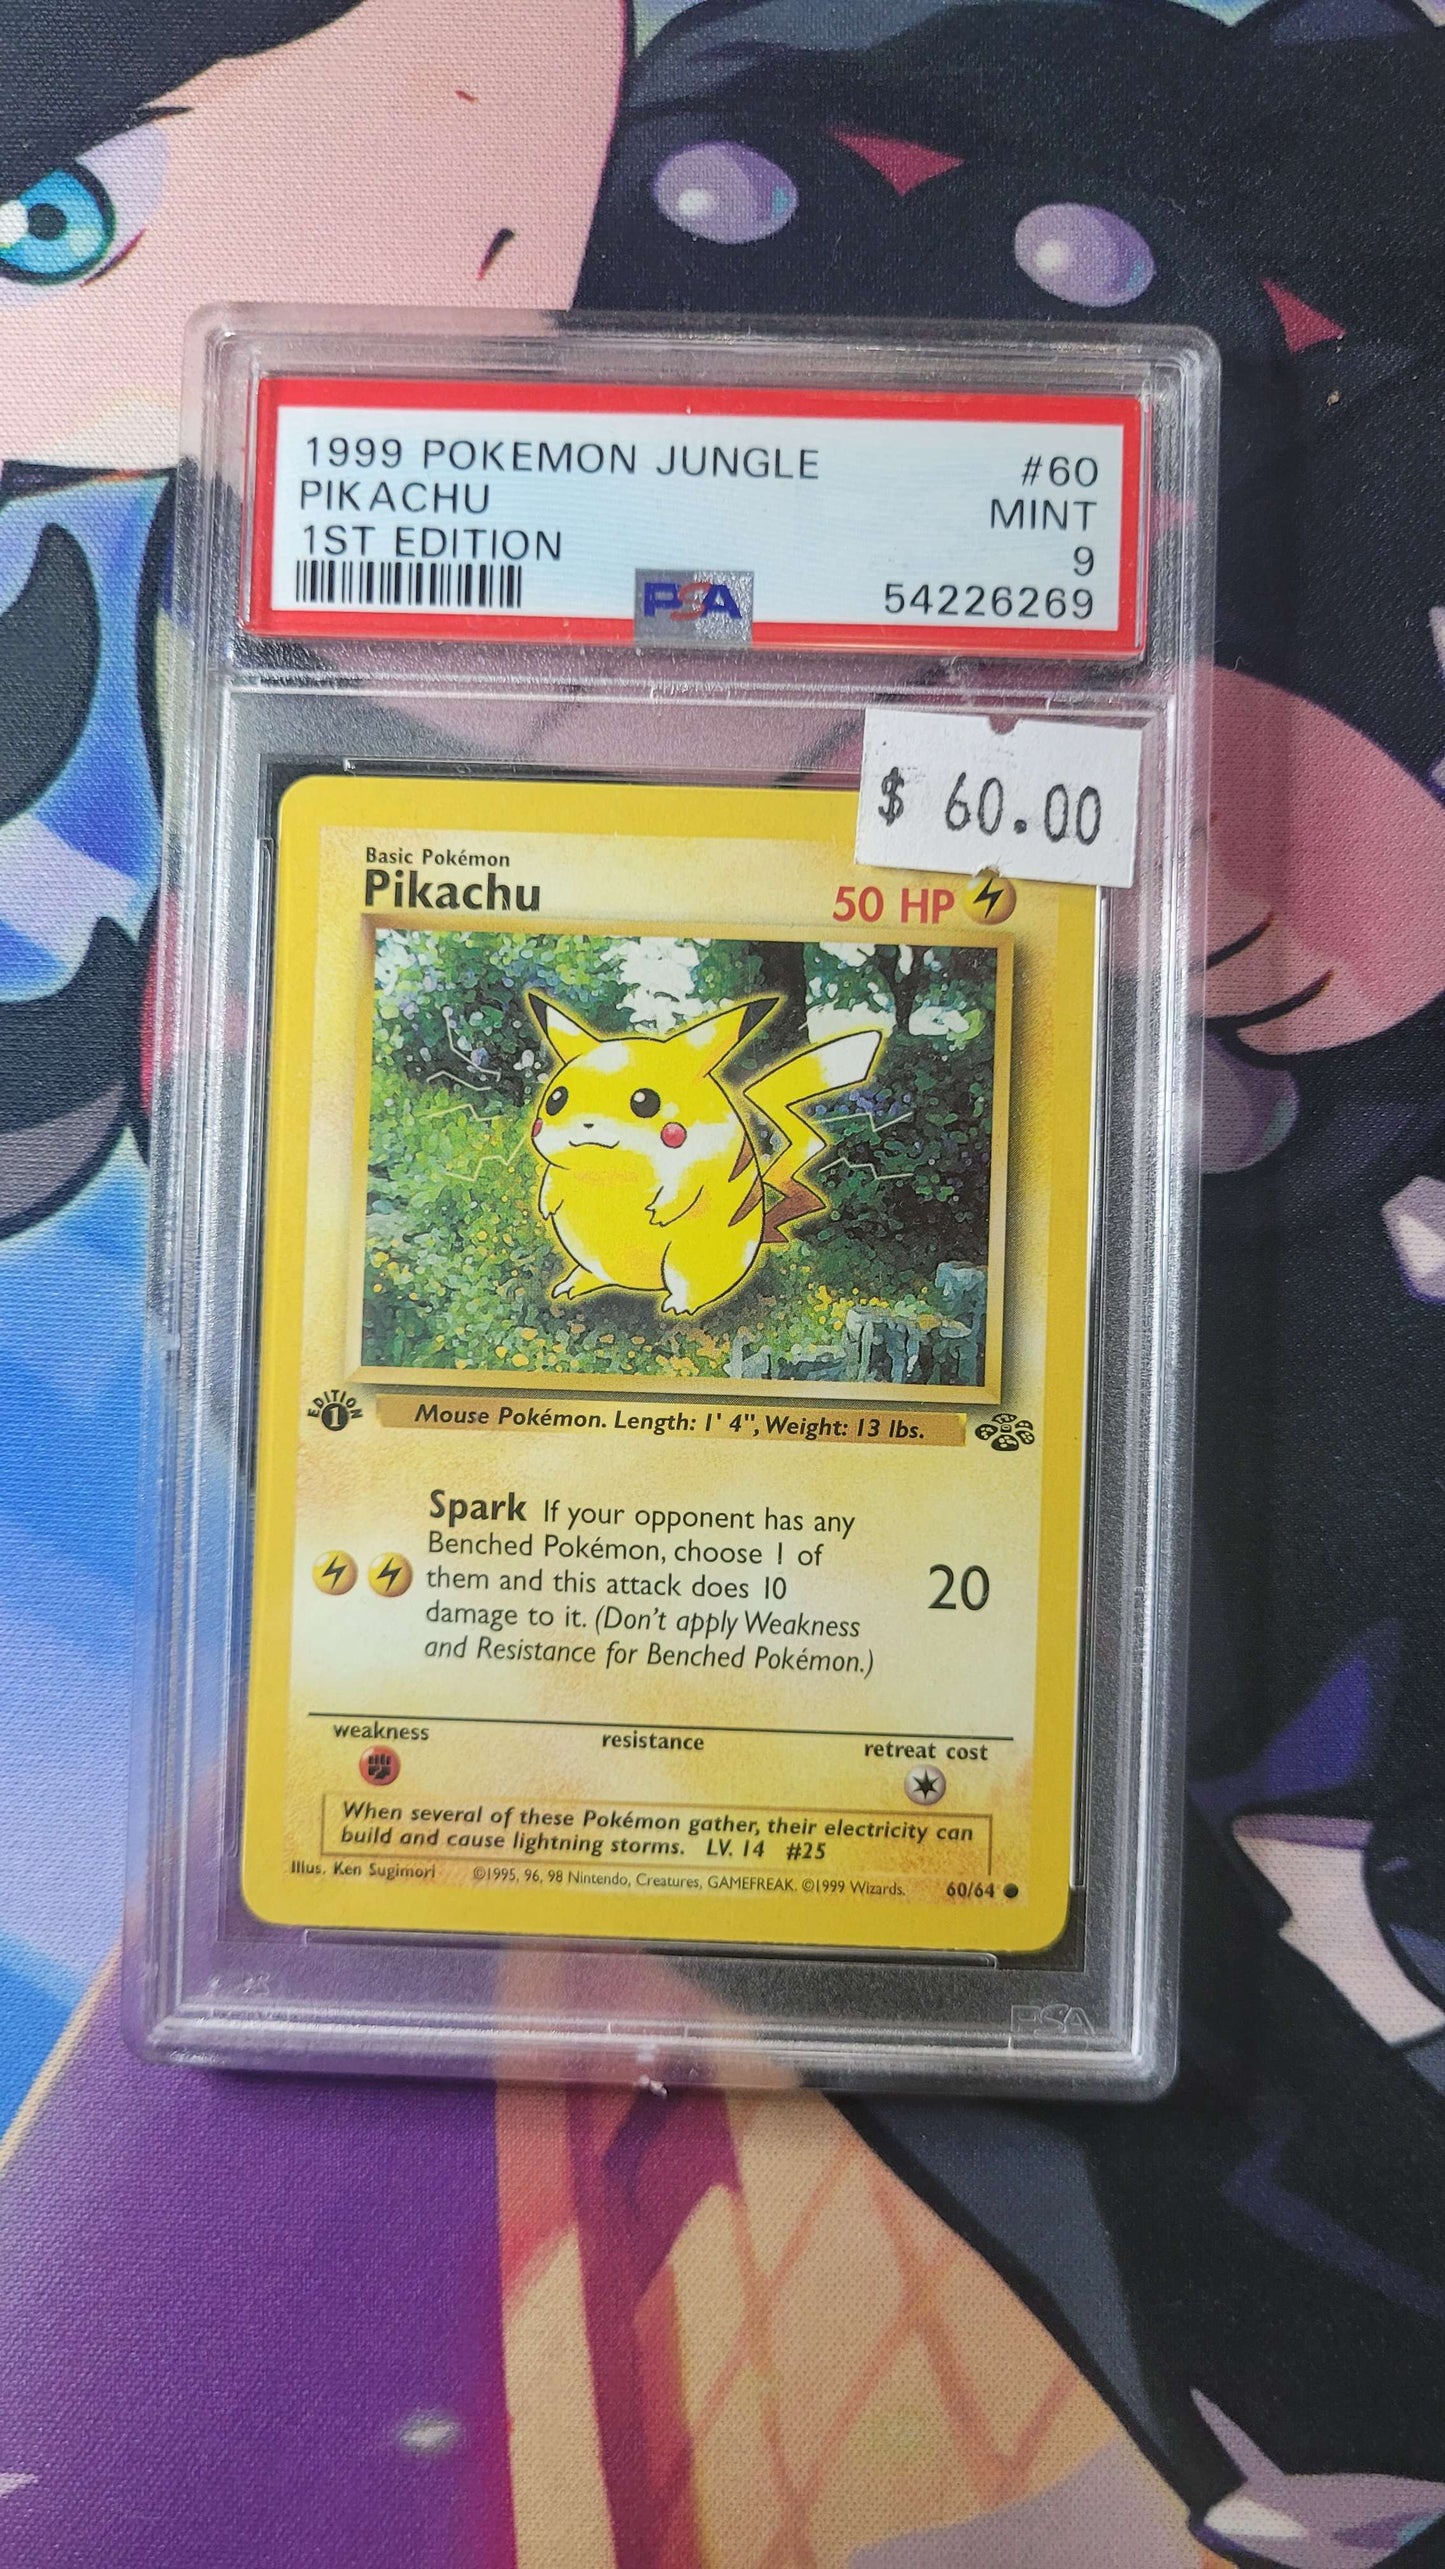 1999 POKEMON JUNGLE #60
PIKACHU MINT
1ST EDITION 9
PSA 54226269
$ 60.00
Basic Pokémon
Pikachu 50 HP
EDITION 1
Mouse Pokémon. Length: 1' 4", Weight: 13 lbs.
Spark If your opponent has any
Benched Pokémon, choose 1 of
them and this attack does 10
damage to it. (Don't apply Weakness
and Resistance for Benched Pokémon.)
20
weakness resistance retreat cost
When several of these Pokémon gather, their electricity can
build and cause lightning storms. LV. 14 #25
Illus. Ken Sugimori ©1995, 96, 98 Nintendo, Creatures, GAMEFREAK. ©1999 Wizards. 60/64
PSA